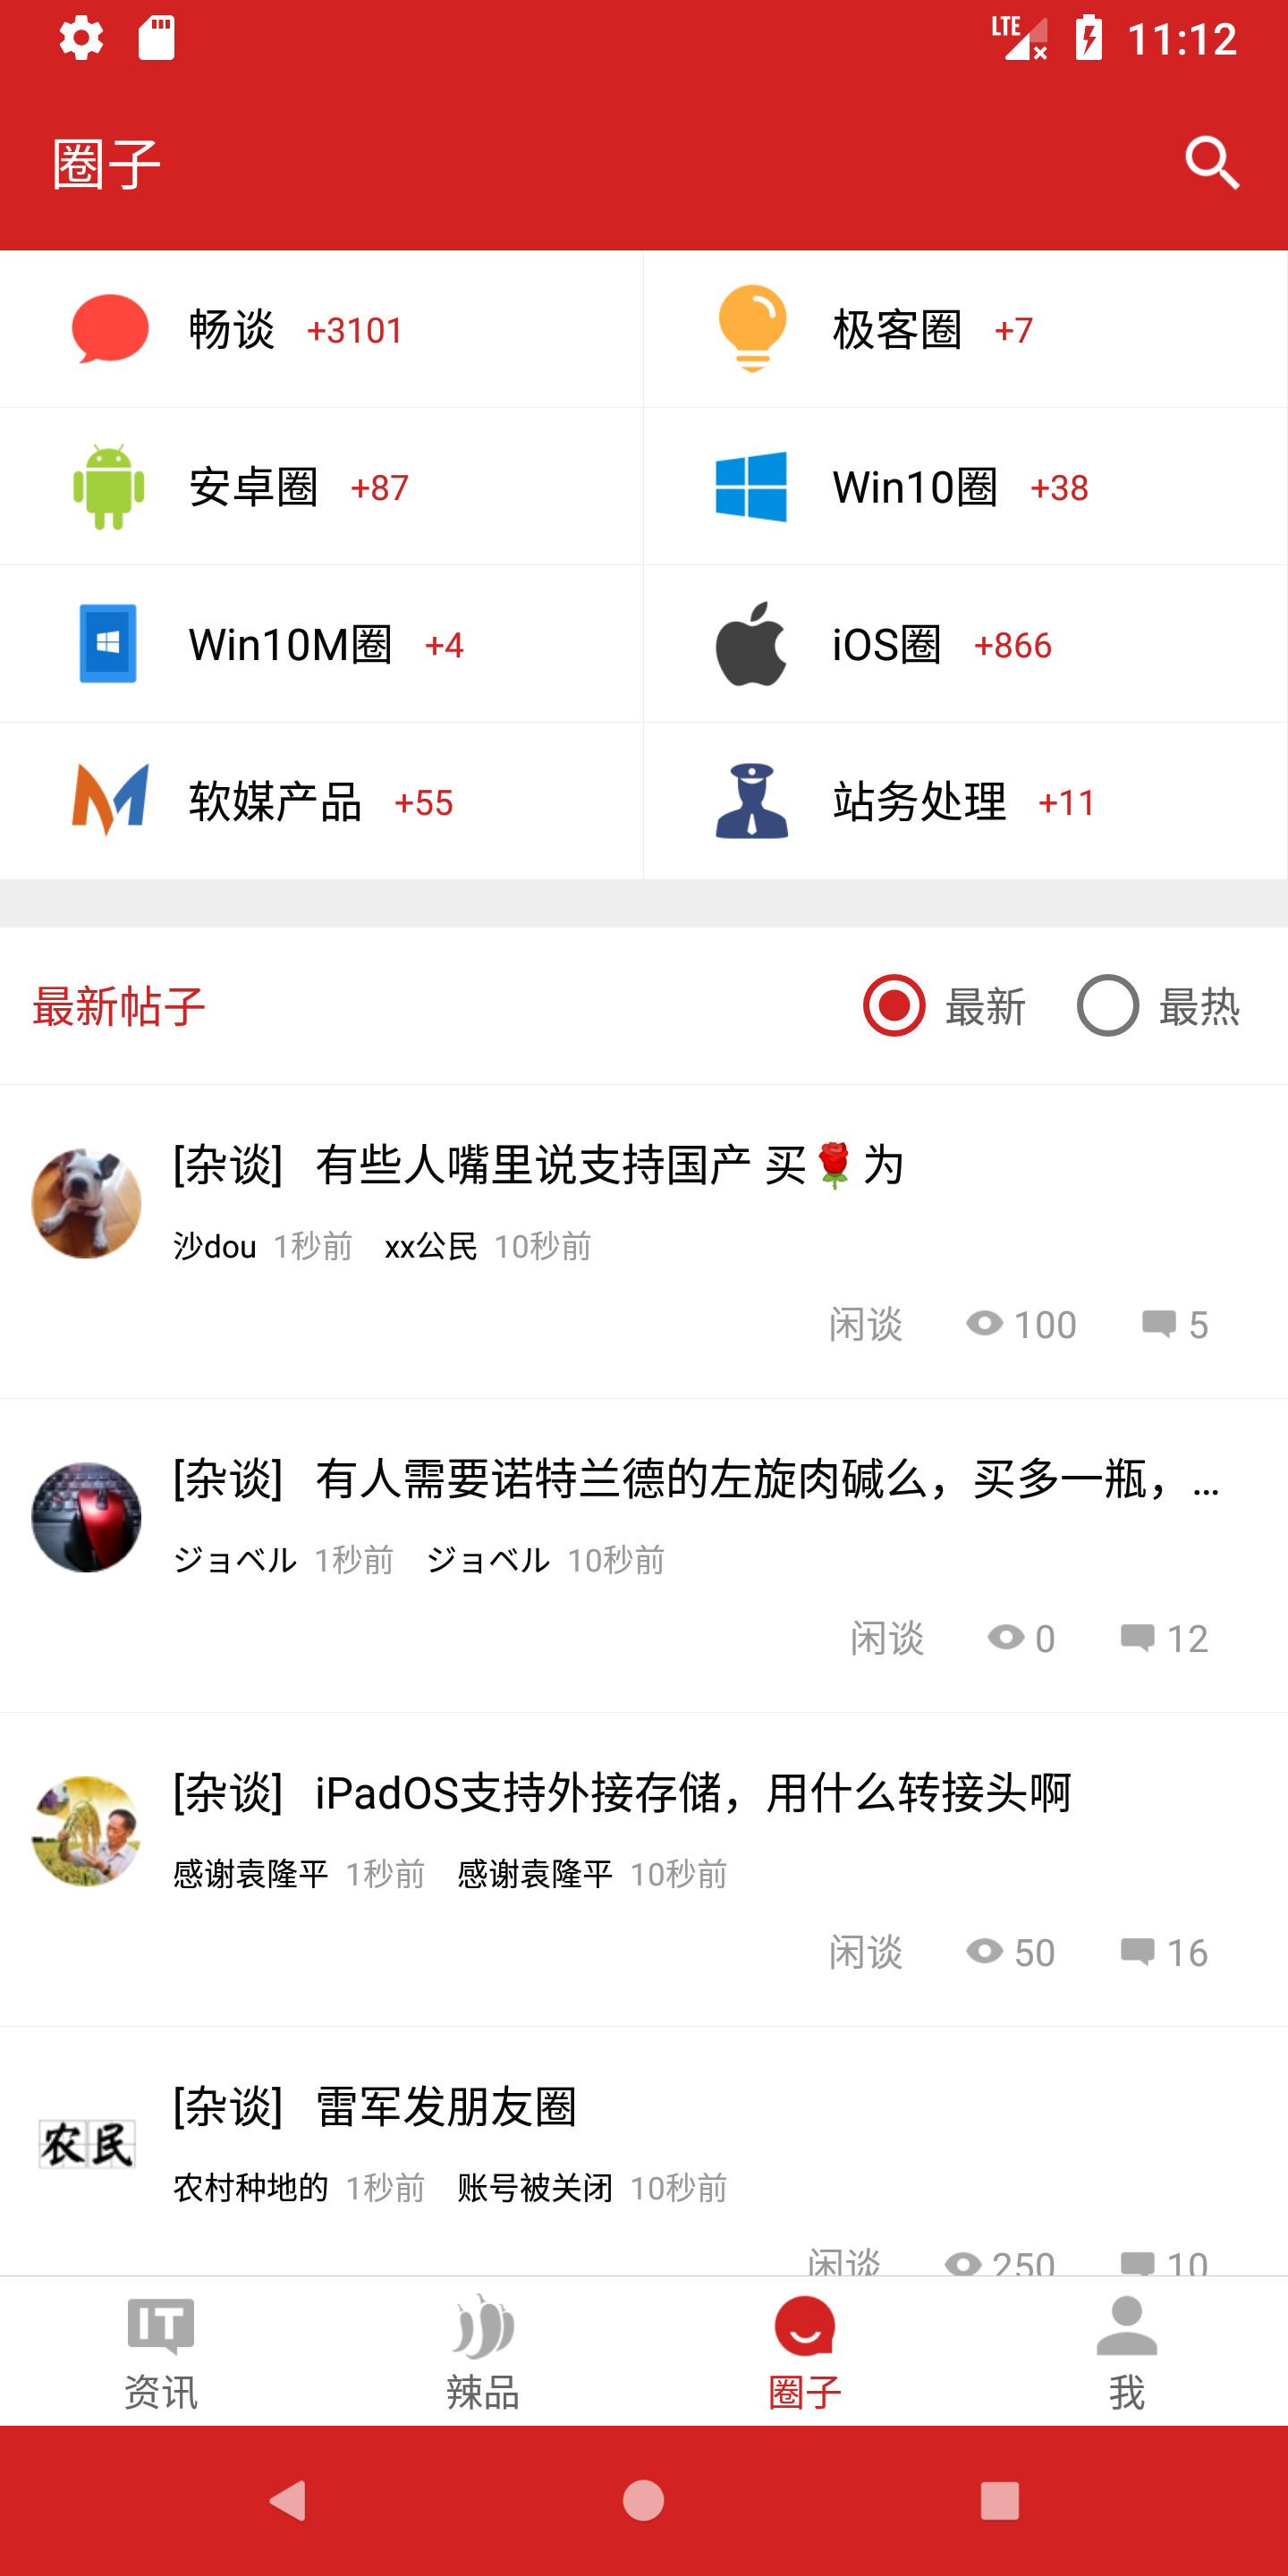 LTE 11:12
圈子
畅谈 +3101 极客圈 +7
安卓圈 +87 Win10圈 +38
Win10M圈 +4 iOS圈 +866
软媒产品 +55 站务处理 +11
最新帖子 最新 最热
[杂谈] 有些人嘴里说支持国产 买🌹为
沙dou 1秒前 xx公民 10秒前
闲谈 100 5
[杂谈] 有人需要诺特兰德的左旋肉碱么，买多一瓶，...
ジョベル 1秒前 ジョベル 10秒前
闲谈 0 12
[杂谈] iPadOS支持外接存储，用什么转接头啊
感谢袁隆平 1秒前 感谢袁隆平 10秒前
闲谈 50 16
[杂谈] 雷军发朋友圈
农民
农村种地的 1秒前 账号被关闭 10秒前
闲谈 250 10
IT
资讯 辣品 圈子 我